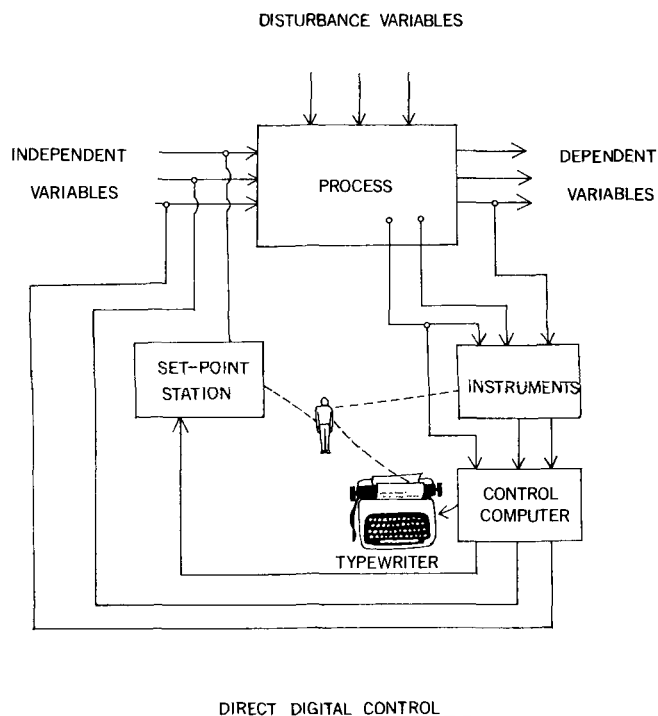 DISTURBANCE VARIABLES
INDEPENDENT
VARIABLES
PROCESS
DEPENDENT
VARIABLES
SET-POINT
STATION
INSTRUMENTS
CONTROL
COMPUTER
TYPEWRITER
DIRECT DIGITAL CONTROL